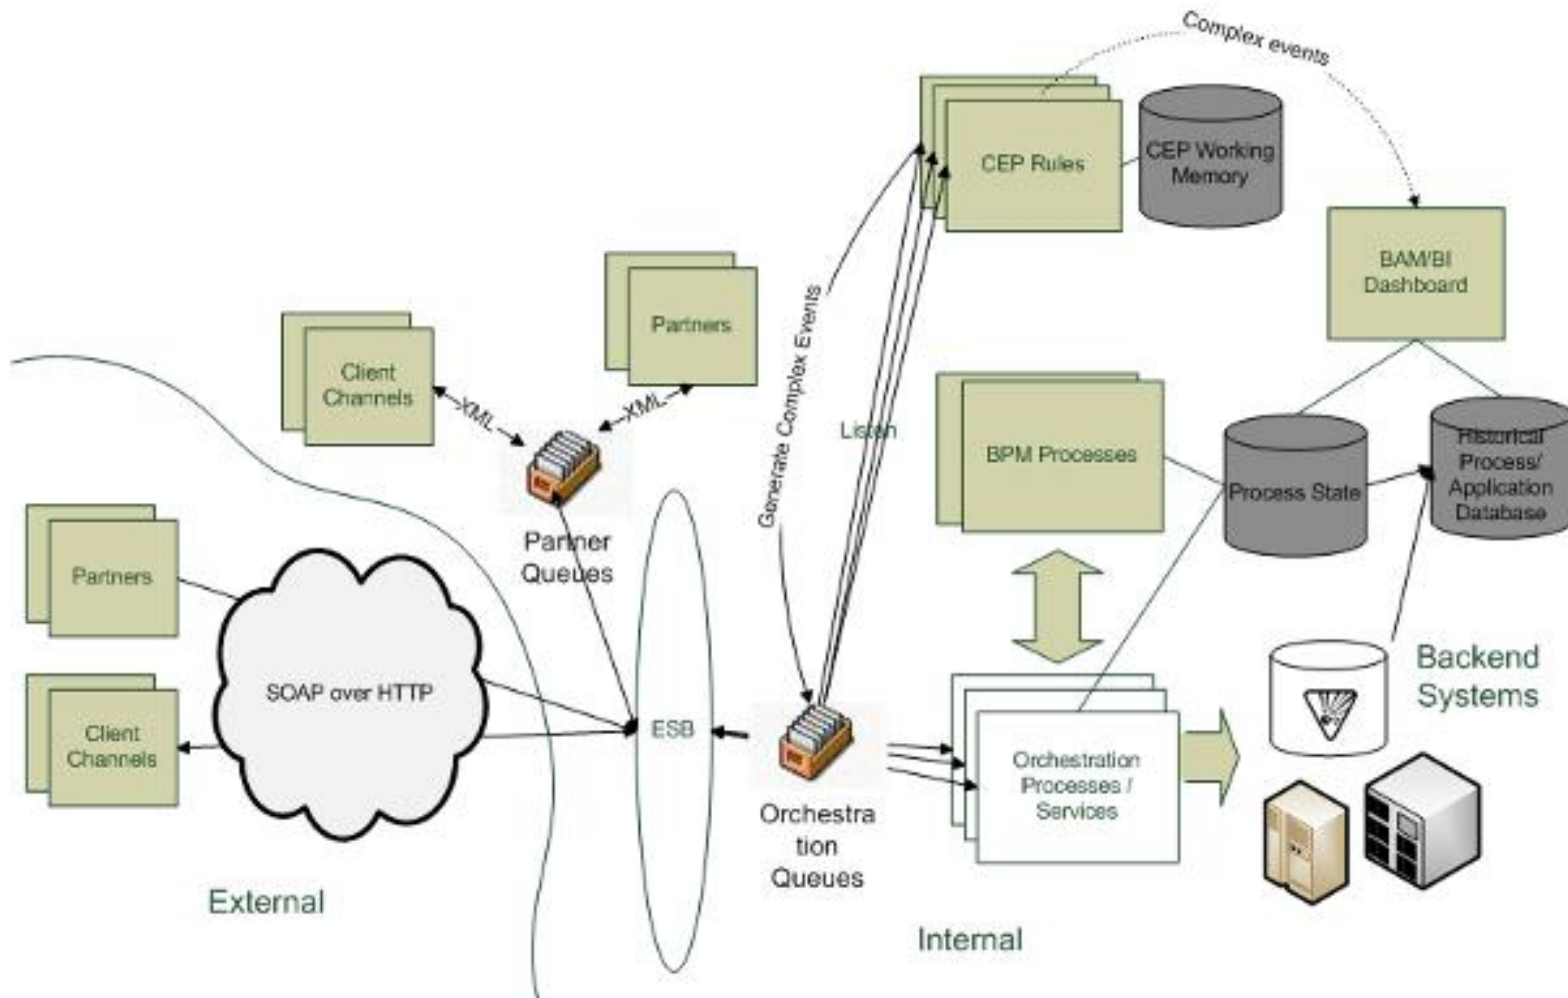 Complex events
CEP Rules
CEP Working
Memory
BAM/BI
Dashboard
Partners
Client
Channels
XML
XML
Generate Complex Events
Listen
BPM Processes
Process State
Historical
Process/
Application
Database
Partner
Queues
Partners
SOAP over HTTP
Client
Channels
ESB
Orchestra
tion
Queues
Orchestration
Processes /
Services
Backend
Systems
External
Internal